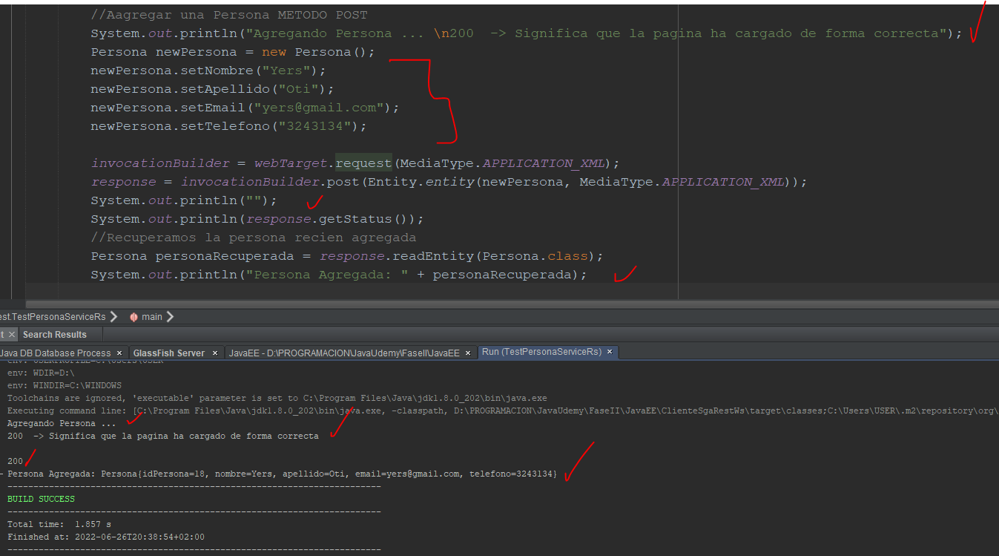 //Aagregar una Persona METODO POST
System.out.println("Agregando Persona ... \n200  -> Significa que la pagina ha cargado de forma correcta");
Persona newPersona = new Persona();
newPersona.setNombre("Yers");
newPersona.setApellido("Oti");
newPersona.setEmail("yers@gmail.com");
newPersona.setTelefono("3243134");
invocationBuilder = webTarget.request(MediaType.APPLICATION_XML);
response = invocationBuilder.post(Entity.entity(newPersona, MediaType.APPLICATION_XML));
System.out.println("");
System.out.println(response.getStatus());
//Recuperamos la persona recien agregada
Persona personaRecuperada = response.readEntity(Persona.class);
System.out.println("Persona Agregada: " + personaRecuperada);
est.TestPersonaServiceRs main
t × Search Results
Java DB Database Process × GlassFish Server × JavaEE - D:\PROGRAMACION\JavaUdemy\FaseII\JavaEE × Run (TestPersonaServiceRs) ×
env: USERPROFILE=C:\Users\USER
env: WDIR=D:\
env: WINDIR=C:\WINDOWS
Toolchains are ignored, 'executable' parameter is set to C:\Program Files\Java\jdk1.8.0_202\bin\java.exe
Executing command line: [C:\Program Files\Java\jdk1.8.0_202\bin\java.exe, -classpath, D:\PROGRAMACION\JavaUdemy\FaseII\JavaEE\ClienteSgaRestWs\target\classes;C:\Users\USER\.m2\repository\org\
Agregando Persona ...
200  -> Significa que la pagina ha cargado de forma correcta
200
Persona Agregada: Persona{idPersona=18, nombre=Yers, apellido=Oti, email=yers@gmail.com, telefono=3243134}
------------------------------------------------------------------------
BUILD SUCCESS
------------------------------------------------------------------------
Total time:  1.857 s
Finished at: 2022-06-26T20:38:54+02:00
------------------------------------------------------------------------